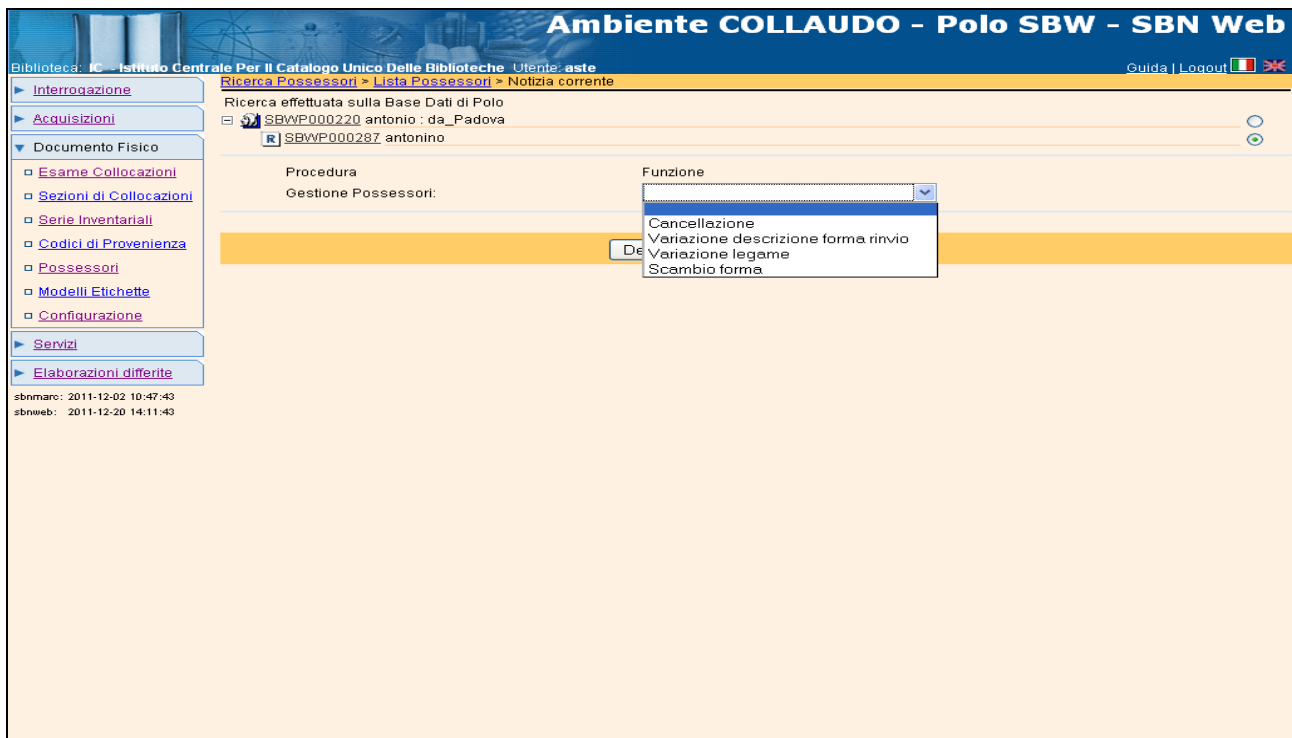 Ambiente COLLAUDO - Polo SBW - SBN Web
Biblioteca: IC - Istituto Centrale Per Il Catalogo Unico Delle Biblioteche Utente: aste
Guida | Logout
Interrogazione
Acquisizioni
Documento Fisico
Esame Collocazioni
Sezioni di Collocazioni
Serie Inventariali
Codici di Provenienza
Possessori
Modelli Etichette
Configurazione
Servizi
Elaborazioni differite
sbnmarc: 2011-12-02 10:47:43
sbnweb: 2011-12-20 14:11:43
Ricerca Possessori > Lista Possessori > Notizia corrente
Ricerca effettuata sulla Base Dati di Polo
SBWP000220 antonio : da_Padova
R SBWP000287 antonino
Procedura Funzione
Gestione Possessori:
Cancellazione
Variazione descrizione forma rinvio
Variazione legame
Scambio forma
De